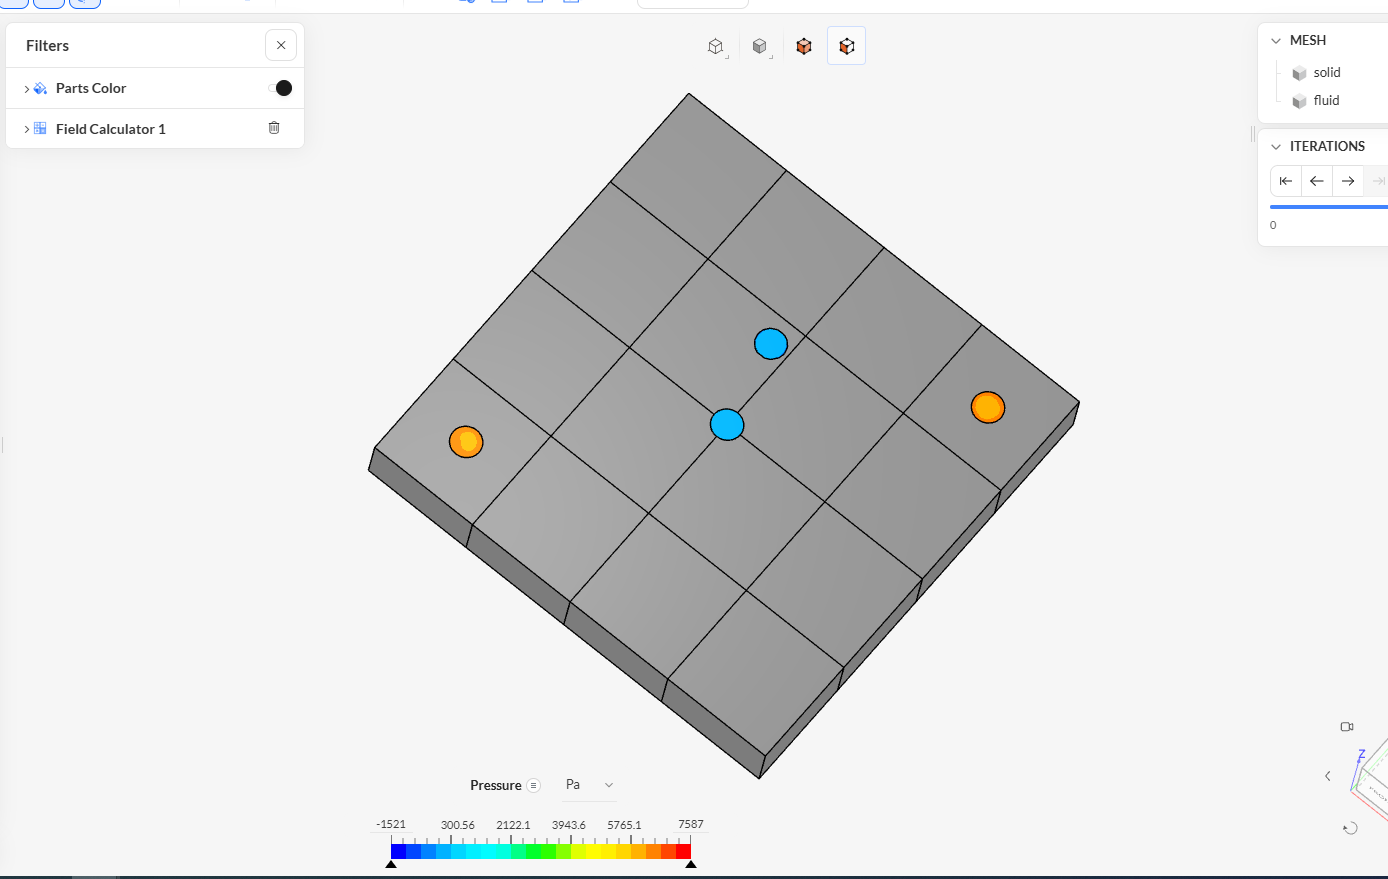 Filters
Parts Color
Field Calculator 1
MESH
solid
fluid
ITERATIONS
0
Z
Pressure
Pa
-1521 300.56 2122.1 3943.6 5765.1 7587